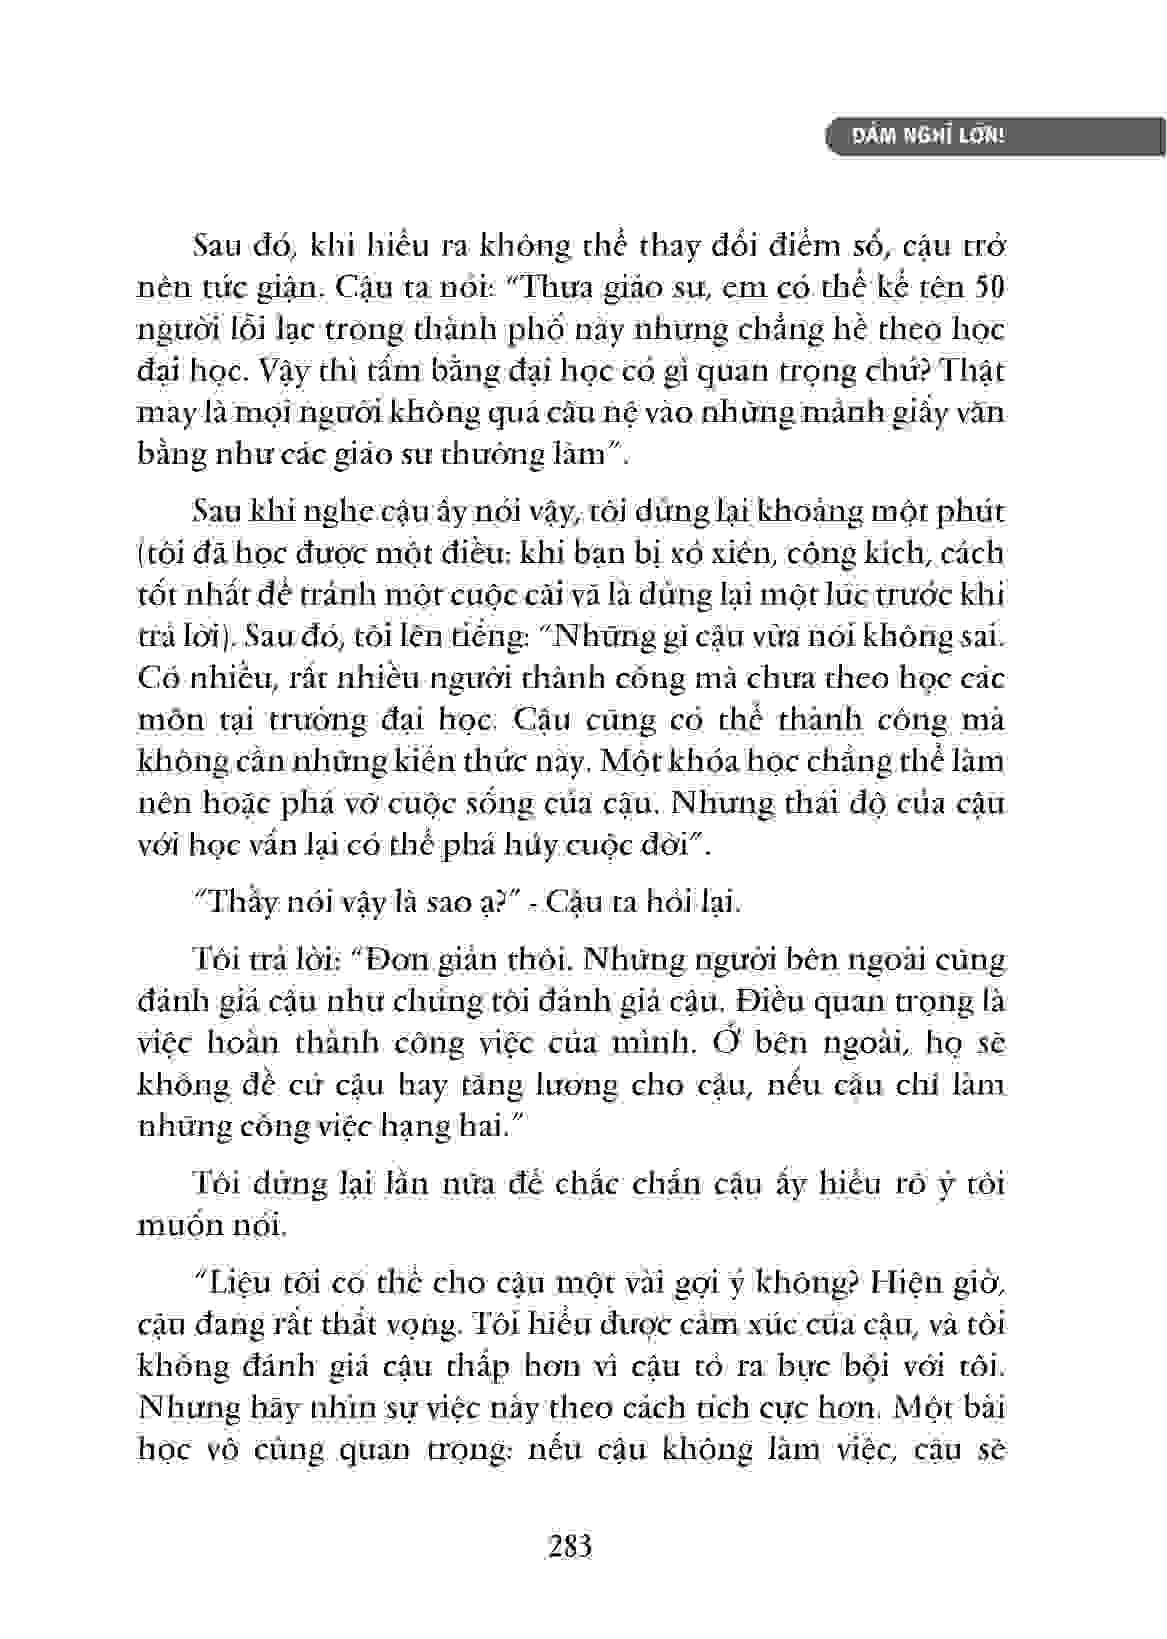 DÁM NGHĨ LỚN!
Sau đó, khi hiểu ra không thể thay đổi điểm số, cậu trở
nên tức giận. Cậu ta nói: “Thưa giáo sư, em có thể kể tên 50
người lỗi lạc trong thành phố này nhưng chẳng hề theo học
đại học. Vậy thì tấm bằng đại học có gì quan trọng chứ? Thật
may là mọi người không quá câu nệ vào những mảnh giấy văn
bằng như các giáo sư thường làm”.
Sau khi nghe cậu ấy nói vậy, tôi dừng lại khoảng một phút
(tôi đã học được một điều: khi bạn bị xỏ xiên, công kích, cách
tốt nhất để tránh một cuộc cãi vã là dừng lại một lúc trước khi
trả lời). Sau đó, tôi lên tiếng: “Những gì cậu vừa nói không sai.
Có nhiều, rất nhiều người thành công mà chưa theo học các
môn tại trường đại học. Cậu cũng có thể thành công mà
không cần những kiến thức này. Một khóa học chẳng thể làm
nên hoặc phá vỡ cuộc sống của cậu. Nhưng thái độ của cậu
với học vấn lại có thể phá hủy cuộc đời”.
“Thầy nói vậy là sao ạ?” - Cậu ta hỏi lại.
Tôi trả lời: “Đơn giản thôi. Những người bên ngoài cũng
đánh giá cậu như chúng tôi đánh giá cậu. Điều quan trọng là
việc hoàn thành công việc của mình. Ở bên ngoài, họ sẽ
không đề cử cậu hay tăng lương cho cậu, nếu cậu chỉ làm
những công việc hạng hai.”
Tôi dừng lại lần nữa để chắc chắn cậu ấy hiểu rõ ý tôi
muốn nói.
“Liệu tôi có thể cho cậu một vài gợi ý không? Hiện giờ,
cậu đang rất thất vọng. Tôi hiểu được cảm xúc của cậu, và tôi
không đánh giá cậu thấp hơn vì cậu tỏ ra bực bội với tôi.
Nhưng hãy nhìn sự việc này theo cách tích cực hơn. Một bài
học vô cùng quan trọng: nếu cậu không làm việc, cậu sẽ
283